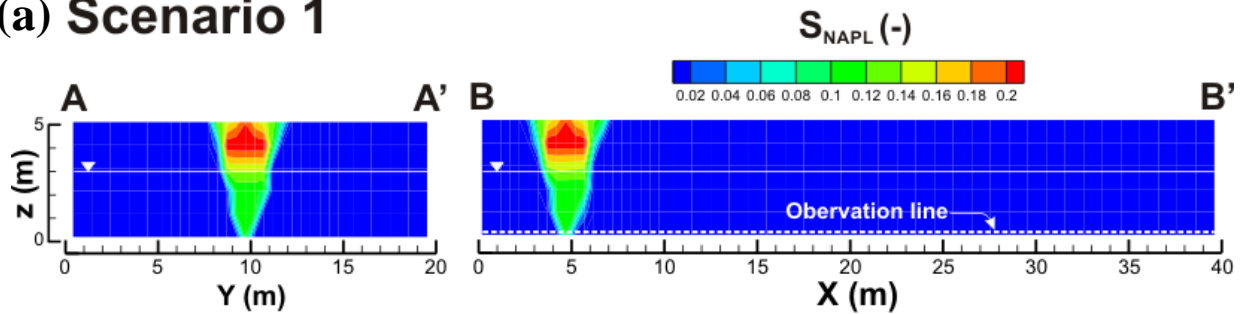 (a) Scenario 1
S_NAPL (-)
0.02 0.04 0.06 0.08 0.1 0.12 0.14 0.16 0.18 0.2
A A' B B'
5
z (m)
0
Obervation line
0 5 10 15 20
0 5 10 15 20 25 30 35 40
Y (m)
X (m)